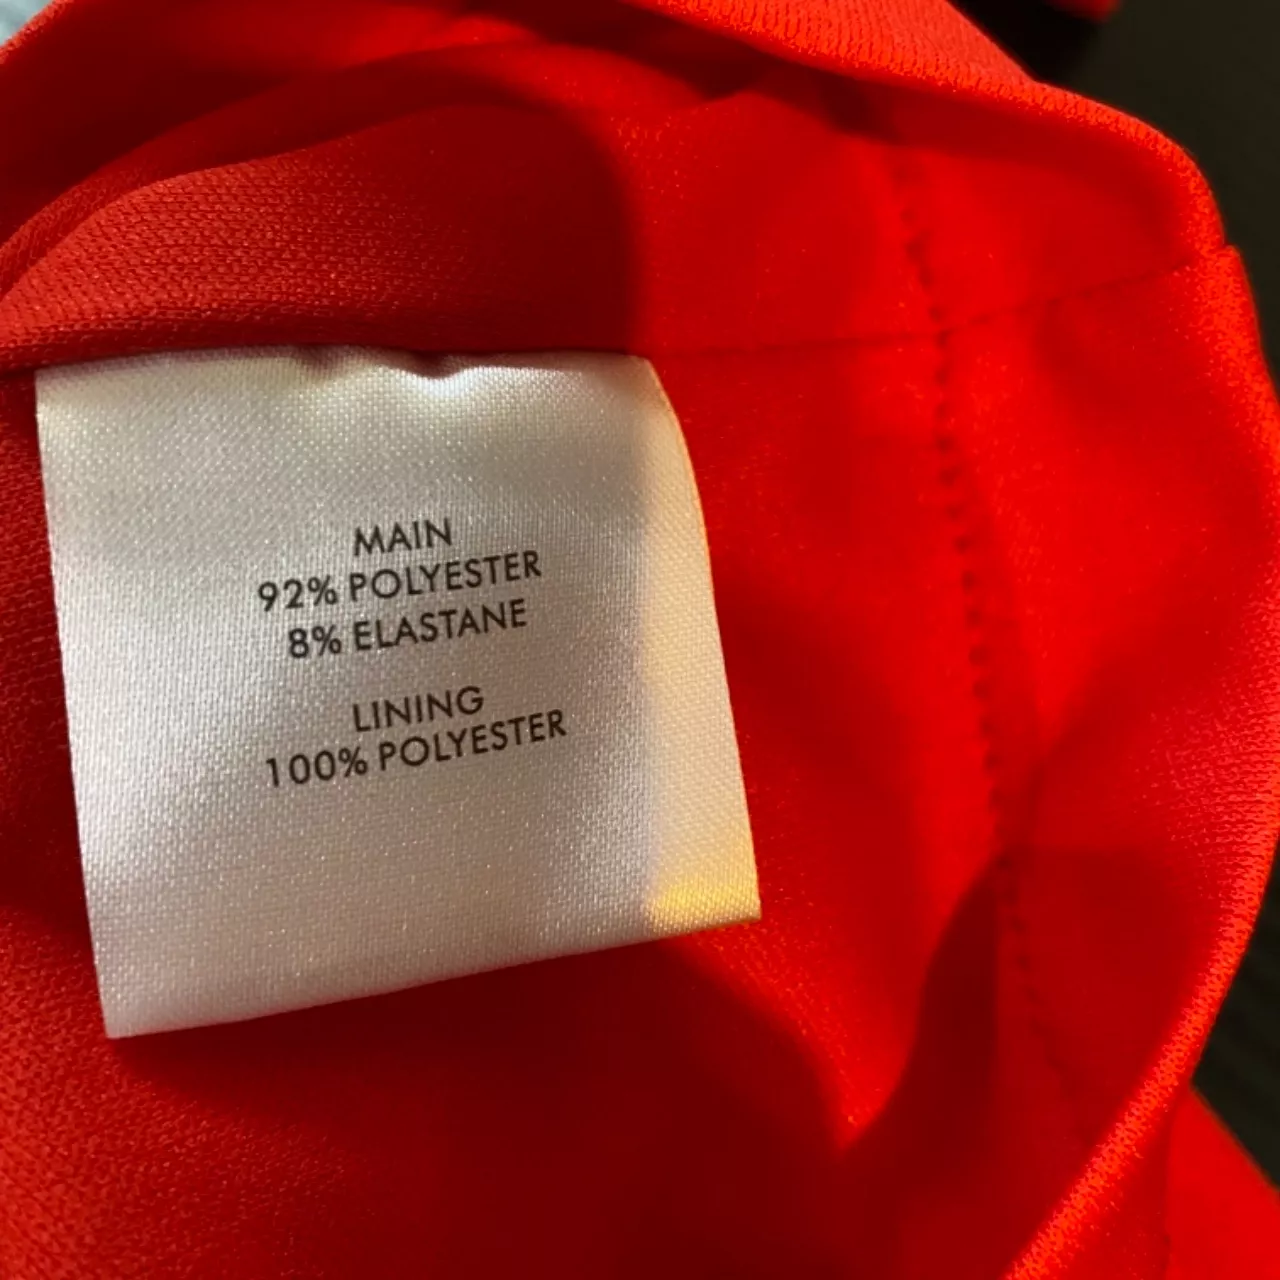 MAIN
92% POLYESTER
8% ELASTANE
LINING
100% POLYESTER